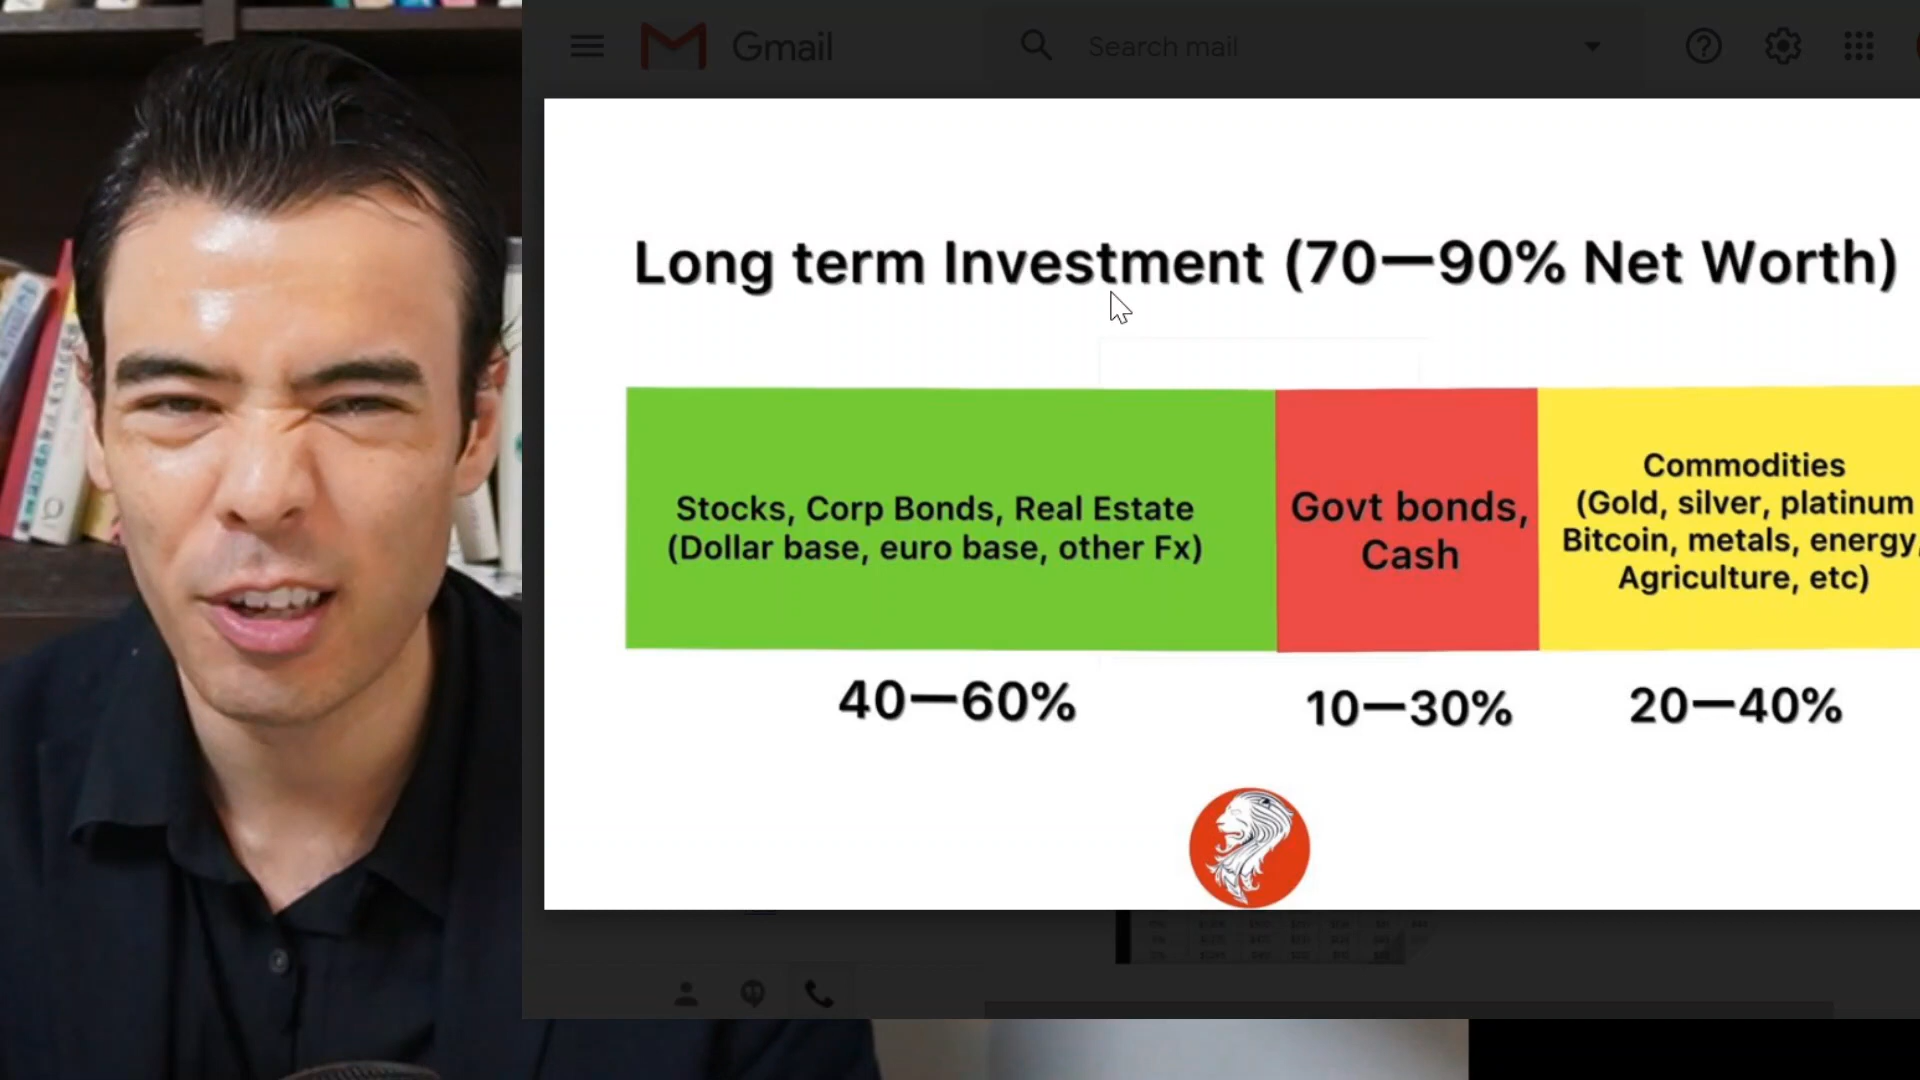 Gmail
Search mail
Long term Investment (70—90% Net Worth)
Stocks, Corp Bonds, Real Estate
(Dollar base, euro base, other Fx)
Govt bonds,
Cash
Commodities
(Gold, silver, platinum
Bitcoin, metals, energy,
Agriculture, etc)
40—60%
10—30%
20—40%